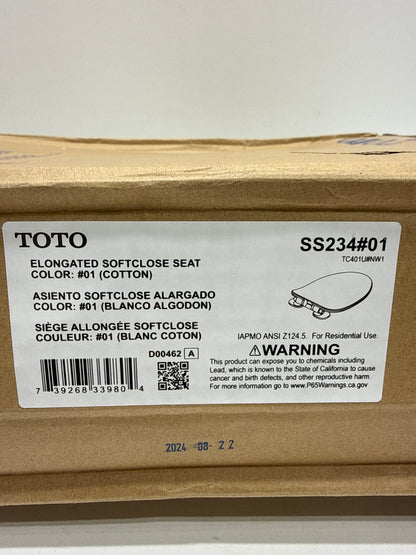 TOTO
SS234#01
TC401U#NW1
ELONGATED SOFTCLOSE SEAT
COLOR: #01 (COTTON)
ASIENTO SOFTCLOSE ALARGADO
COLOR: #01 (BLANCO ALGODON)
SIÈGE ALLONGÉE SOFTCLOSE
COULEUR: #01 (BLANC COTON)
D00462 A
7 39268 33980 4
IAPMO ANSI Z124.5. For Residential Use.
⚠WARNING
This product can expose you to chemicals including
Lead, which is known to the State of California to cause
cancer and birth defects, and other reproductive harm.
For more information go to www.P65Warnings.ca.gov
2024 -08- 22